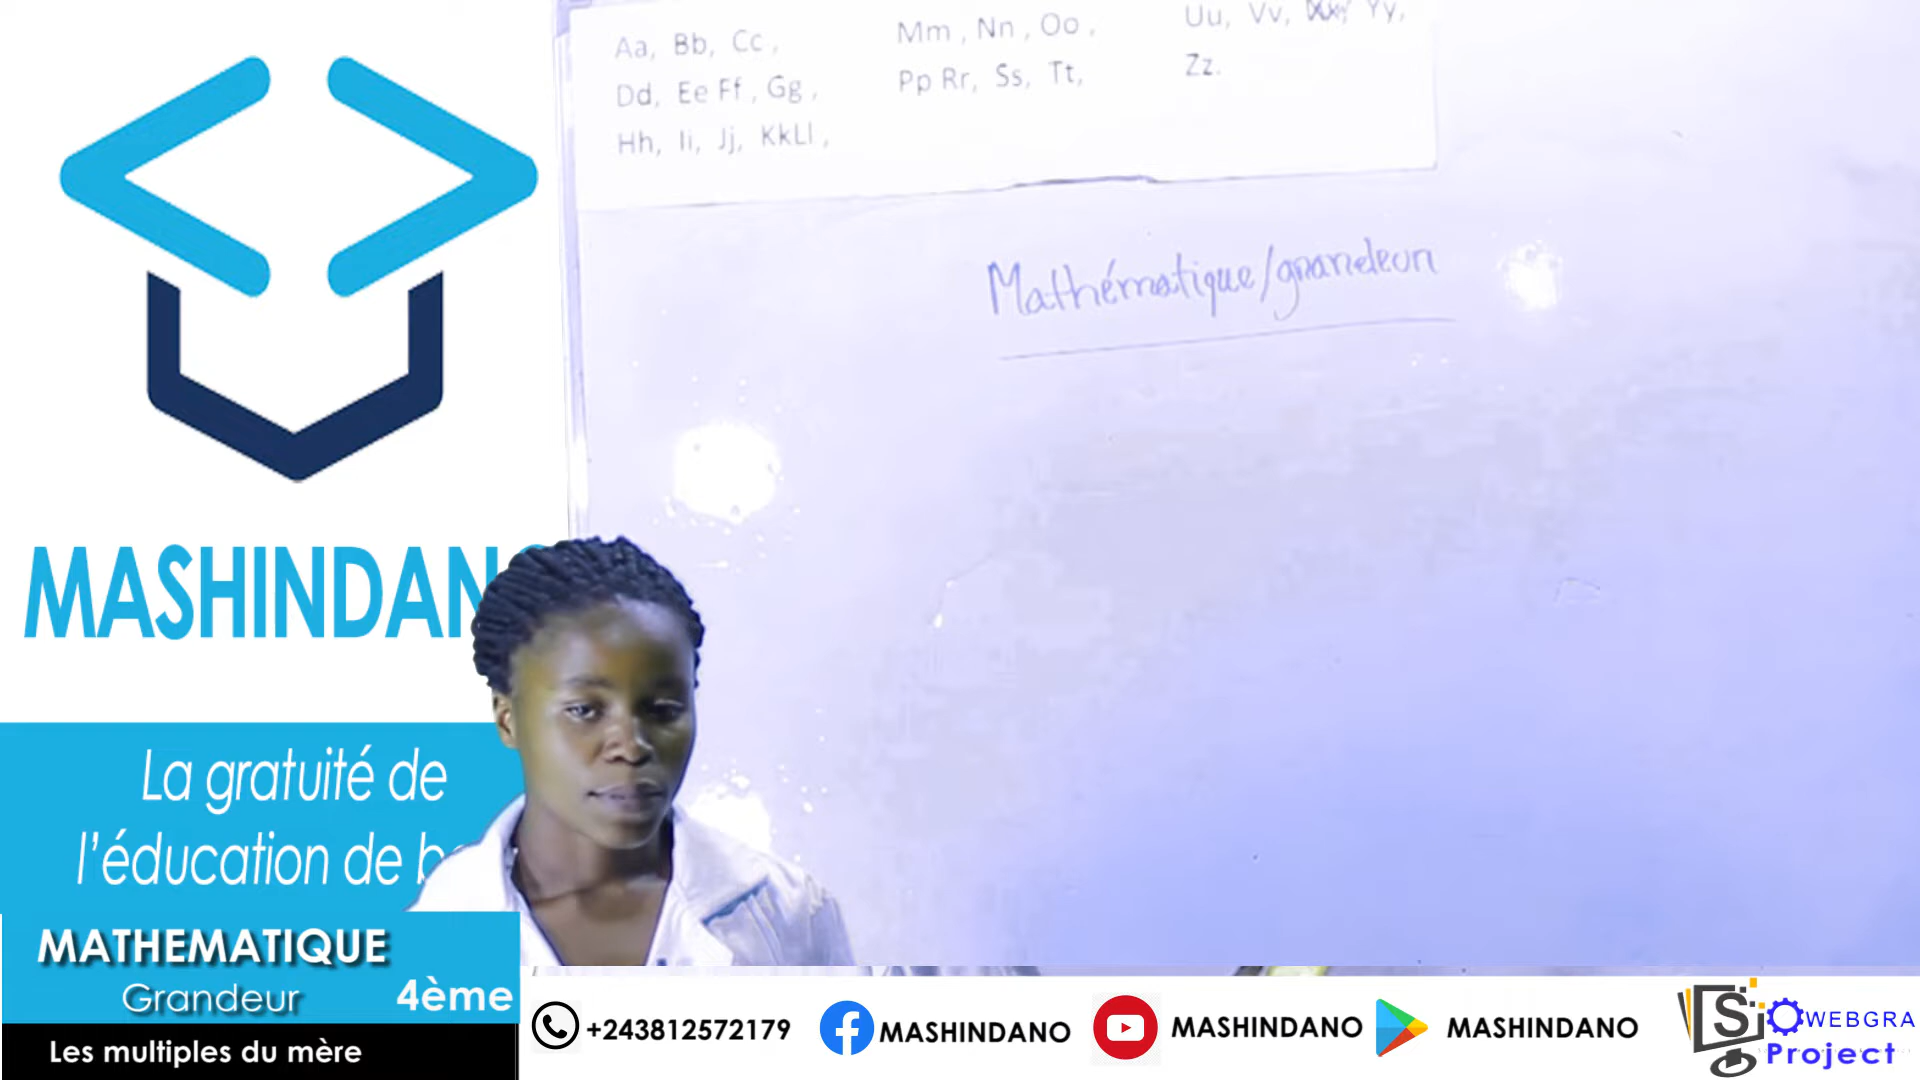 Aa, Bb, Cc,
Dd, Ee Ff, Gg,
Hh, Ii, Jj, KkLl,
Mm, Nn, Oo,
Pp Rr, Ss, Tt,
Uu, Vv, Yy,
Zz.
Mathématique/grandeur
MASHINDANO
La gratuité de
l'éducation de
MATHEMATIQUE
Grandeur 4ème
Les multiples du mère
+243812572179 MASHINDANO MASHINDANO MASHINDANO
WEBGRA
Project